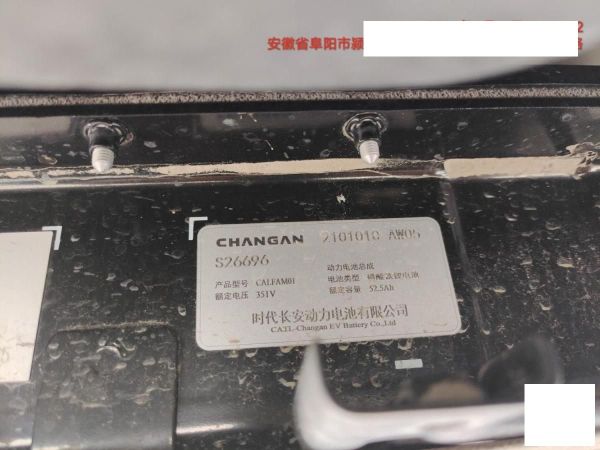 2
安徽省阜阳市颍
路
CHANGAN 2101010-AW05
S26696
动力电池总成
产品型号 CALFAM01
电池类型 磷酸铁锂电池
额定电压 351V
额定容量 52.5Ah
时代长安动力电池有限公司
CATL-Changan EV Battery Co.,Ltd